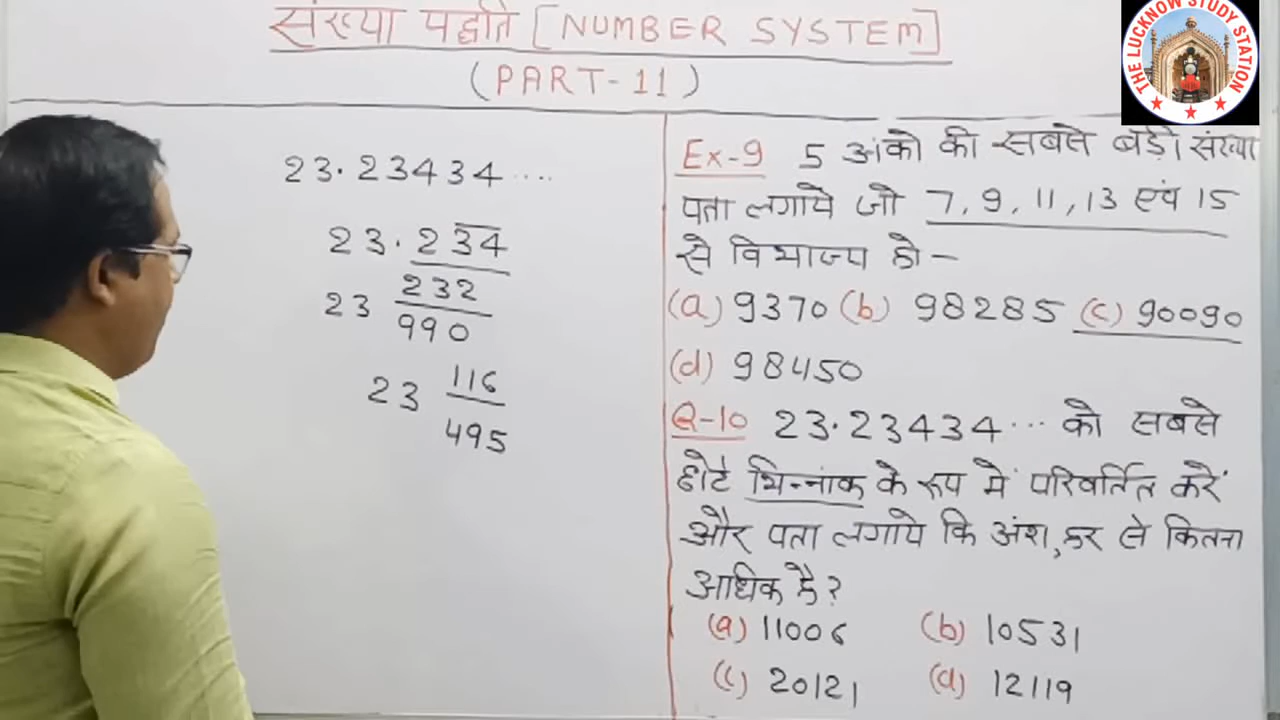 संख्या पद्धति [NUMBER SYSTEM]
(PART-11)
THE LUCKNOW STUDY STATION
23.23434....
23.234
23 232/990
23 116/495
Ex-9 5 अंको की सबसे बड़ी संख्या
पता लगाये जो 7, 9, 11, 13 एवं 15
से विभाज्य हो -
(a) 9370 (b) 98285 (c) 90090
(d) 98450
Q-10 23.23434... को सबसे
छोटे भिन्नांक के रूप में परिवर्तित करें
और पता लगाये कि अंश, हर से कितना
अधिक है?
(a) 11006 (b) 10531
(c) 20121 (d) 12119